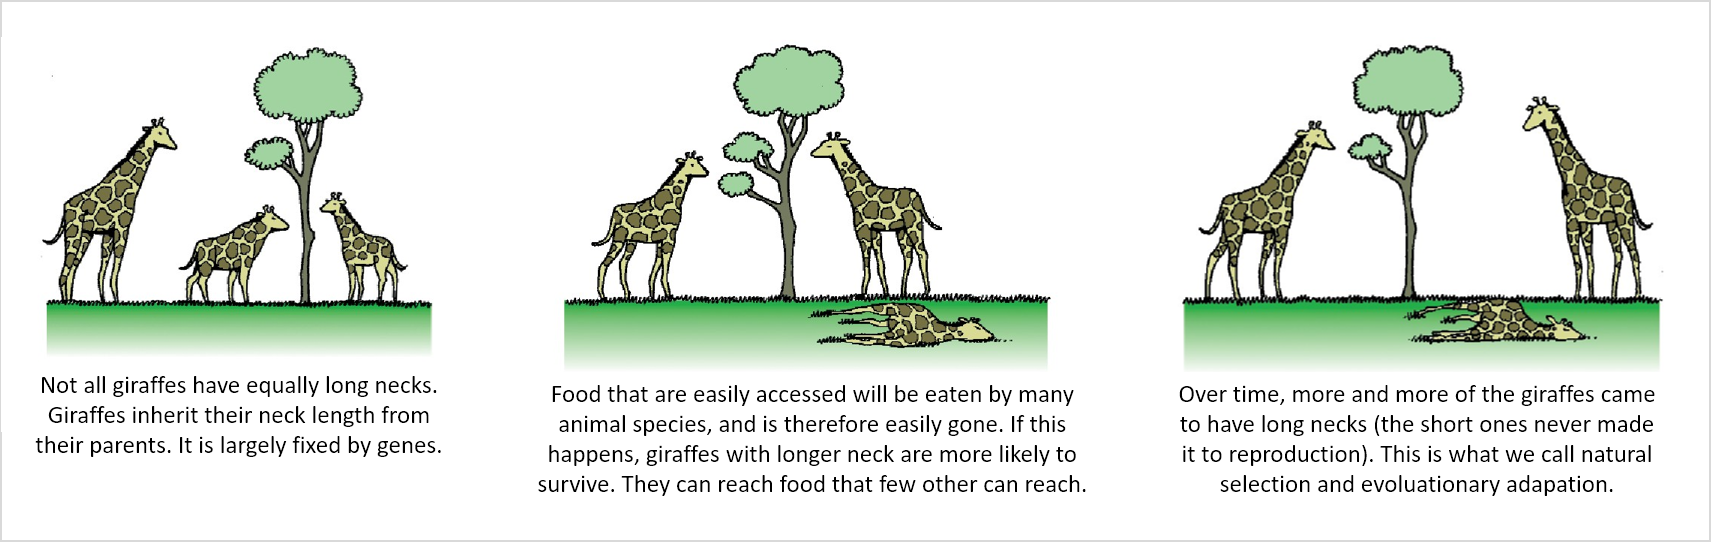 Not all giraffes have equally long necks.
Giraffes inherit their neck length from
their parents. It is largely fixed by genes.
Food that are easily accessed will be eaten by many
animal species, and is therefore easily gone. If this
happens, giraffes with longer neck are more likely to
survive. They can reach food that few other can reach.
Over time, more and more of the giraffes came
to have long necks (the short ones never made
it to reproduction). This is what we call natural
selection and evoluationary adapation.